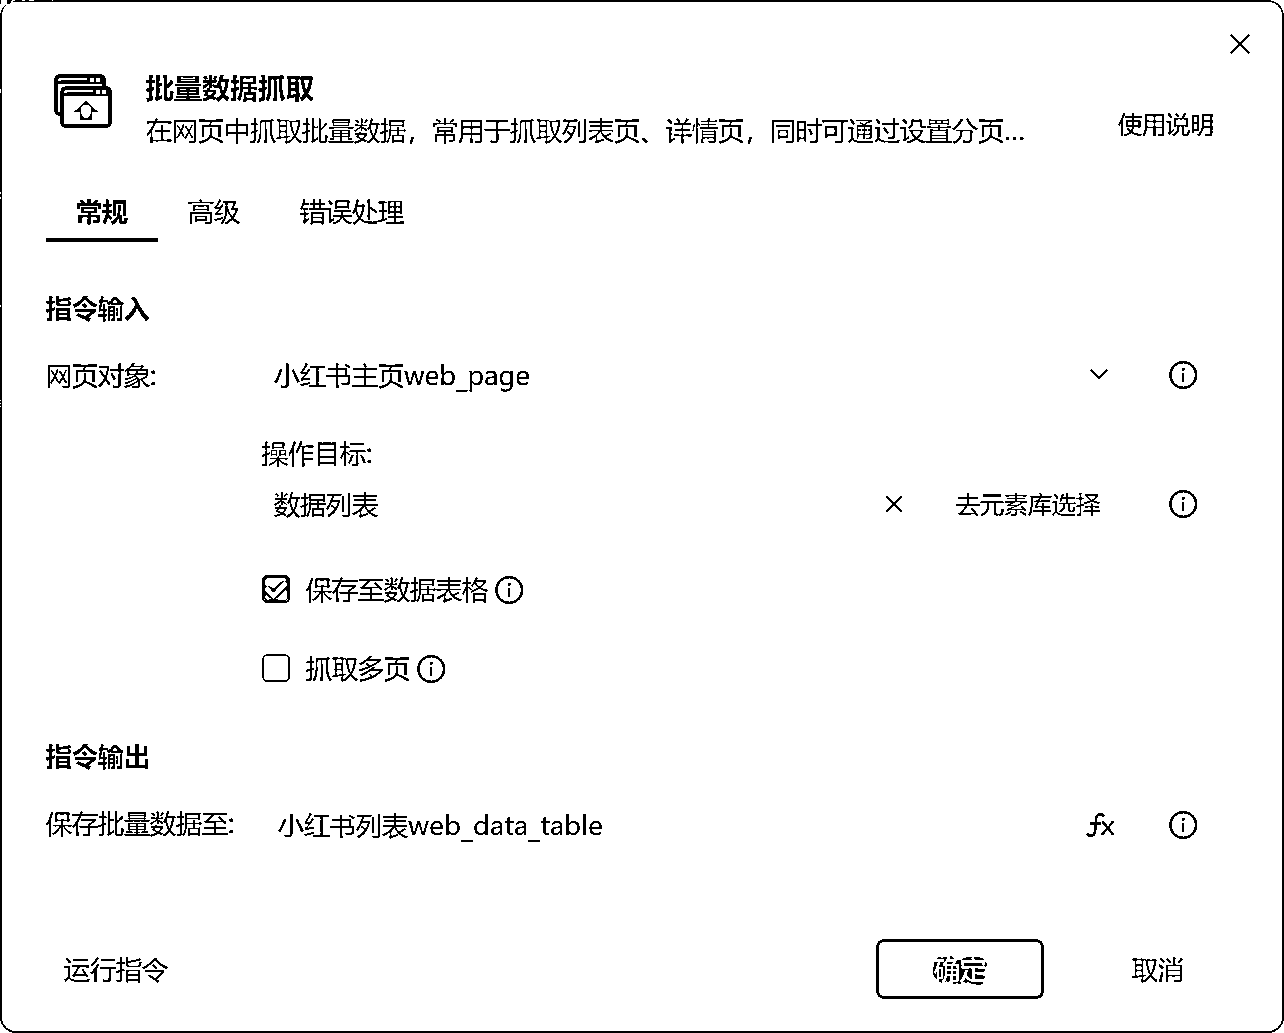 批量数据抓取
在网页中抓取批量数据，常用于抓取列表页、详情页，同时可通过设置分页...
使用说明
常规 高级 错误处理
指令输入
网页对象: 小红书主页web_page
操作目标:
数据列表 去元素库选择
保存至数据表格
抓取多页
指令输出
保存批量数据至: 小红书列表web_data_table fx
运行指令 确定 取消